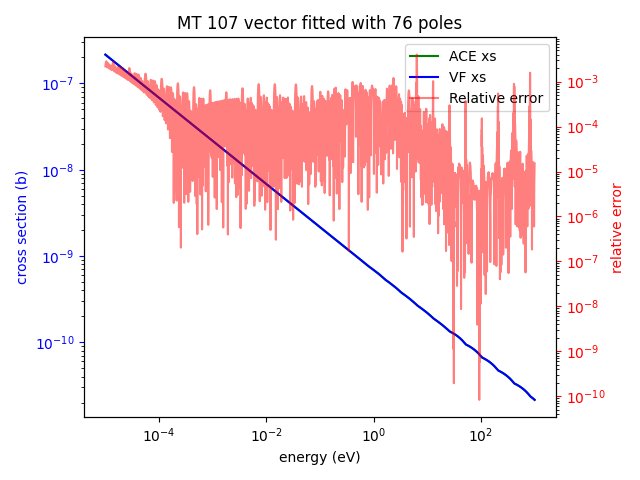 MT 107 vector fitted with 76 poles
ACE xs
VF xs
Relative error
cross section (b)
10^-7
10^-8
10^-9
10^-10
10^-3
10^-4
10^-5
10^-6
10^-7
10^-8
10^-9
10^-10
relative error
10^-4 10^-2 10^0 10^2
energy (eV)